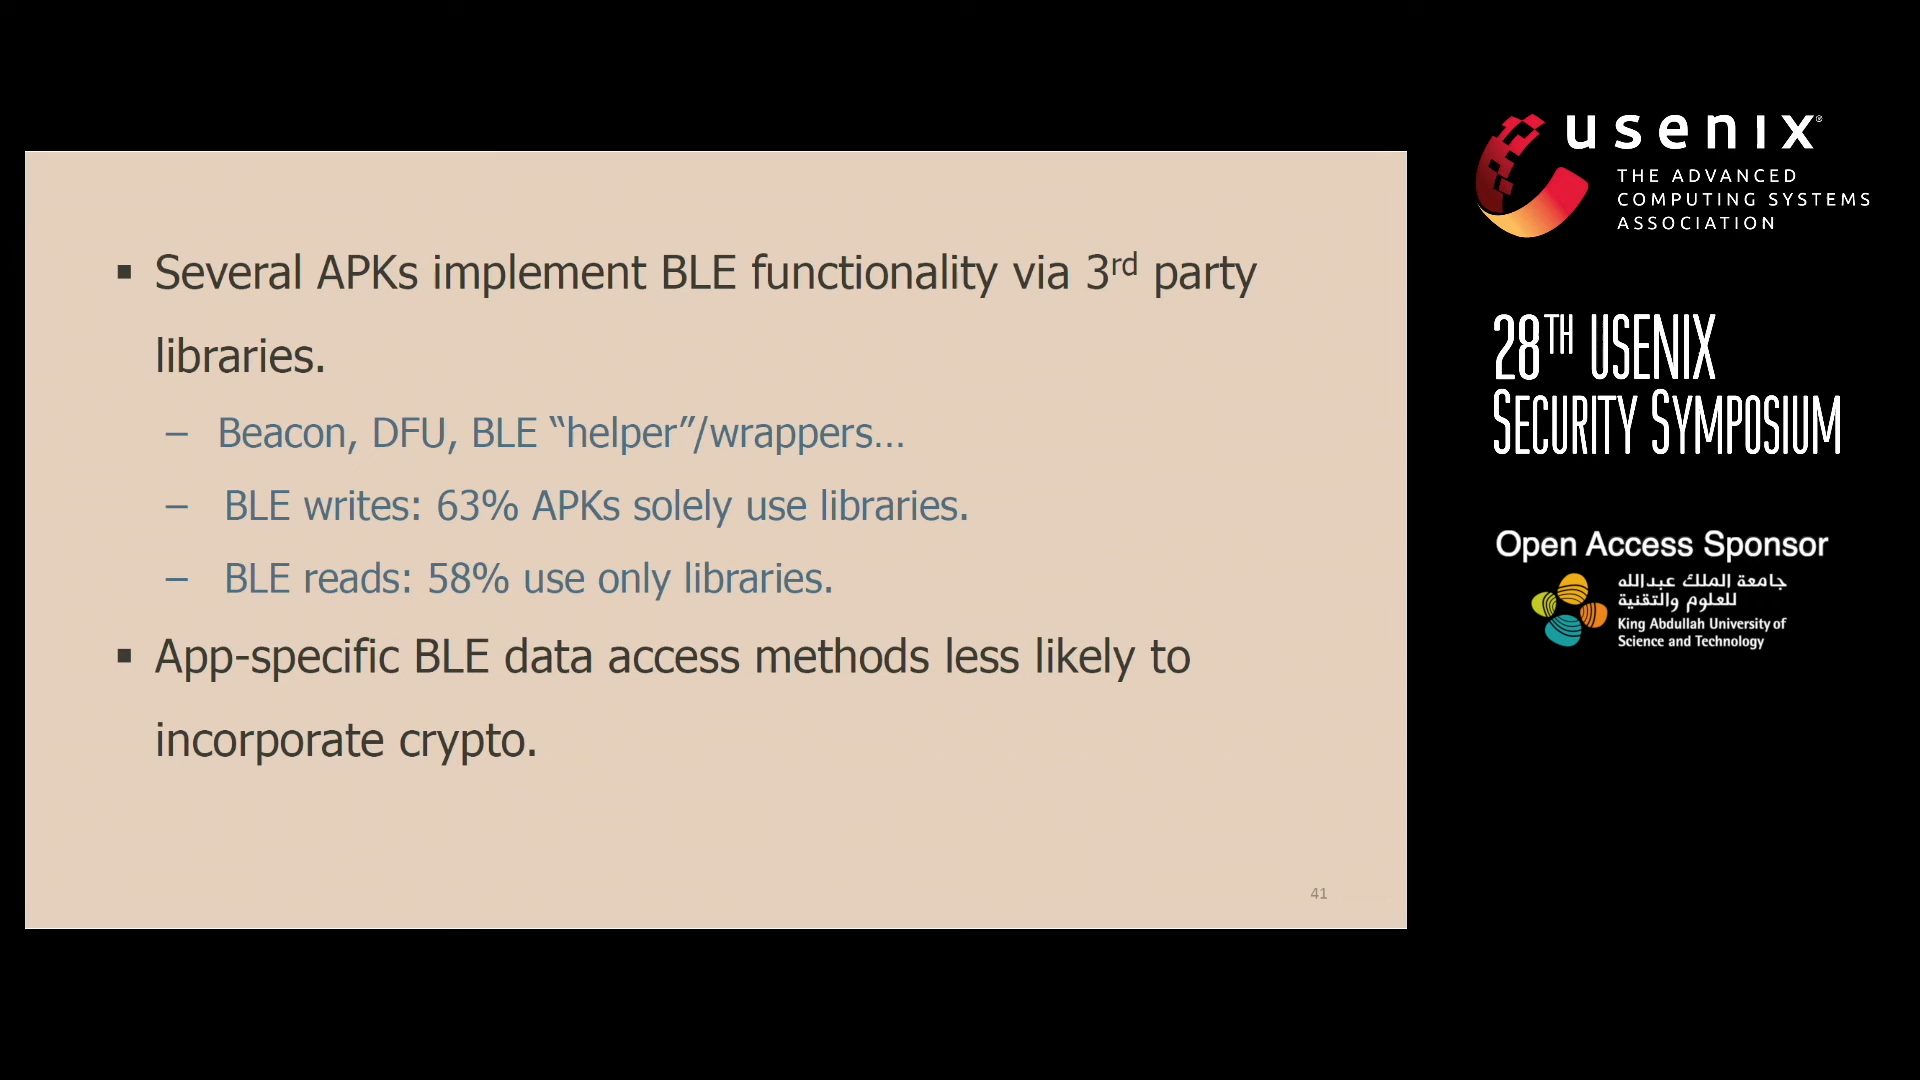 ▪ Several APKs implement BLE functionality via 3rd party
libraries.
– Beacon, DFU, BLE “helper”/wrappers…
– BLE writes: 63% APKs solely use libraries.
– BLE reads: 58% use only libraries.
▪ App-specific BLE data access methods less likely to
incorporate crypto.
41
usenix®
THE ADVANCED
COMPUTING SYSTEMS
ASSOCIATION
28TH USENIX
SECURITY SYMPOSIUM
Open Access Sponsor
جامعة الملك عبدالله
للعلوم والتقنية
King Abdullah University of
Science and Technology